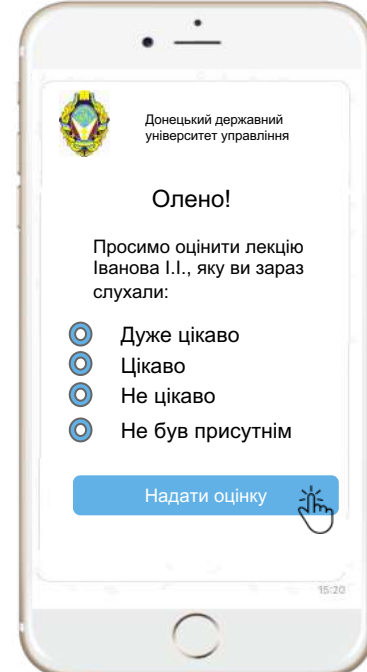 Донецький державний
університет управління
Олено!
Просимо оцінити лекцію
Іванова І.І., яку ви зараз
слухали:
Дуже цікаво
Цікаво
Не цікаво
Не був присутнім
Надати оцінку
15:20